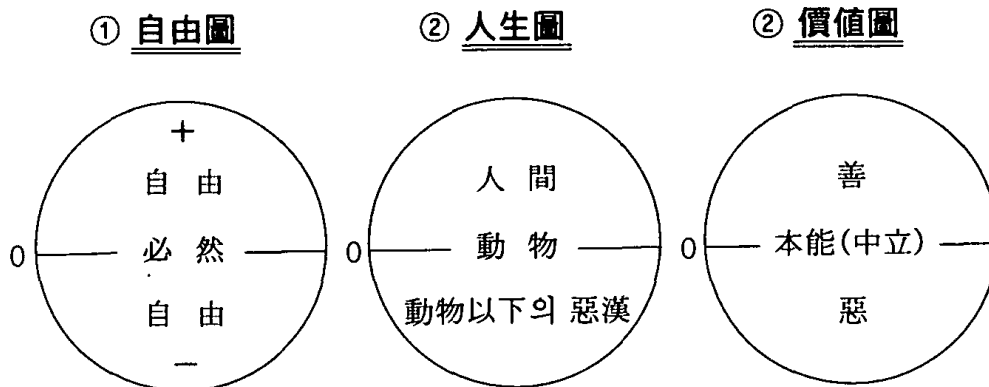 ① 自由圖
② 人生圖
② 價値圖
+
自 由
0 必 然
自 由
−
人 間
0 動 物
動物以下의 惡漢
善
0 本能(中立)
惡